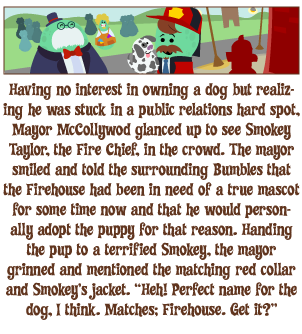 Having no interest in owning a dog but realiz-
ing he was stuck in a public relations hard spot,
Mayor McCollywod glanced up to see Smokey
Taylor, the Fire Chief, in the crowd. The mayor
smiled and told the surrounding Bumbles that
the Firehouse had been in need of a true mascot
for some time now and that he would person-
ally adopt the puppy for that reason. Handing
the pup to a terrified Smokey, the mayor
grinned and mentioned the matching red collar
and Smokey's jacket. "Heh! Perfect name for the
dog, I think. Matches; Firehouse. Get it?"